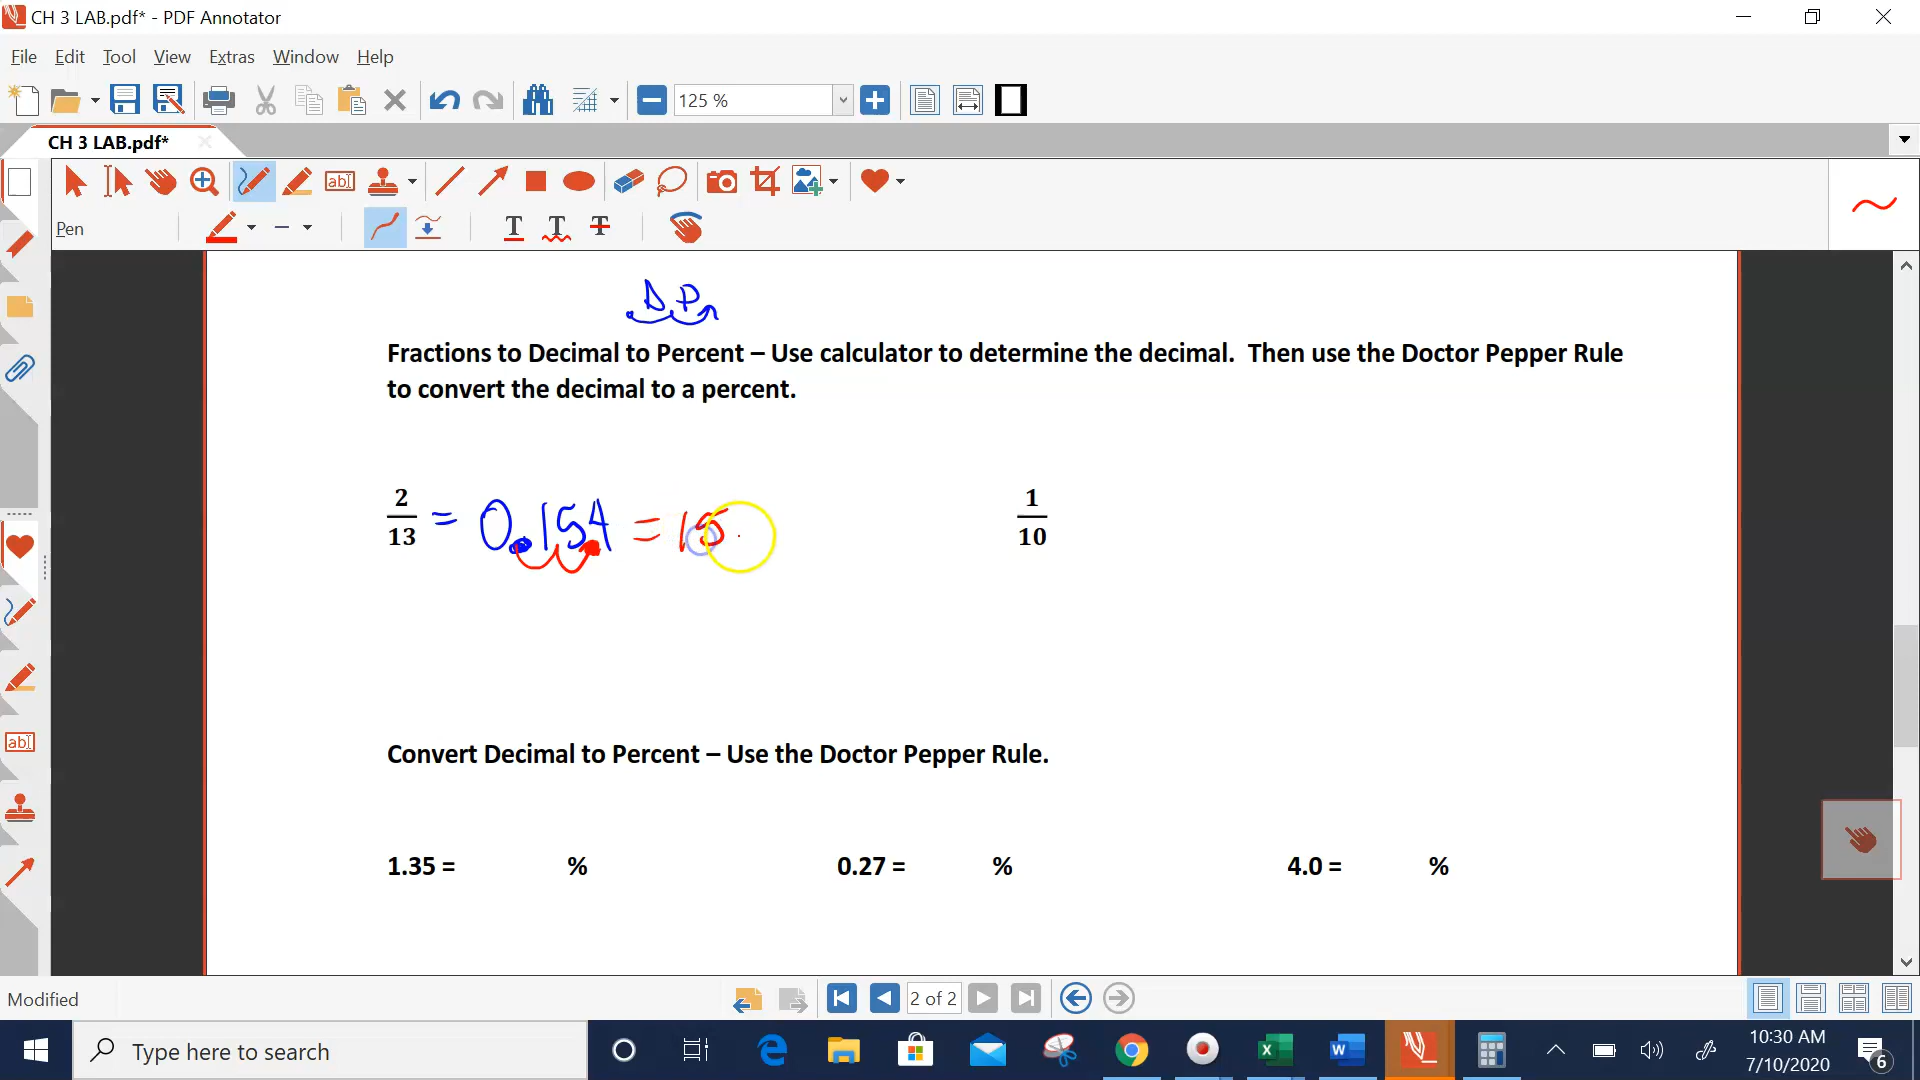 CH 3 LAB.pdf* - PDF Annotator
File Edit Tool View Extras Window Help
125 %
CH 3 LAB.pdf*
ab
Pen
T T T
D P
Fractions to Decimal to Percent – Use calculator to determine the decimal.  Then use the Doctor Pepper Rule
to convert the decimal to a percent.
2
13
= 0.154 = 15.
1
10
Convert Decimal to Percent – Use the Doctor Pepper Rule.
1.35 = %
0.27 = %
4.0 = %
ab
Modified
2 of 2
Type here to search
10:30 AM
7/10/2020
6